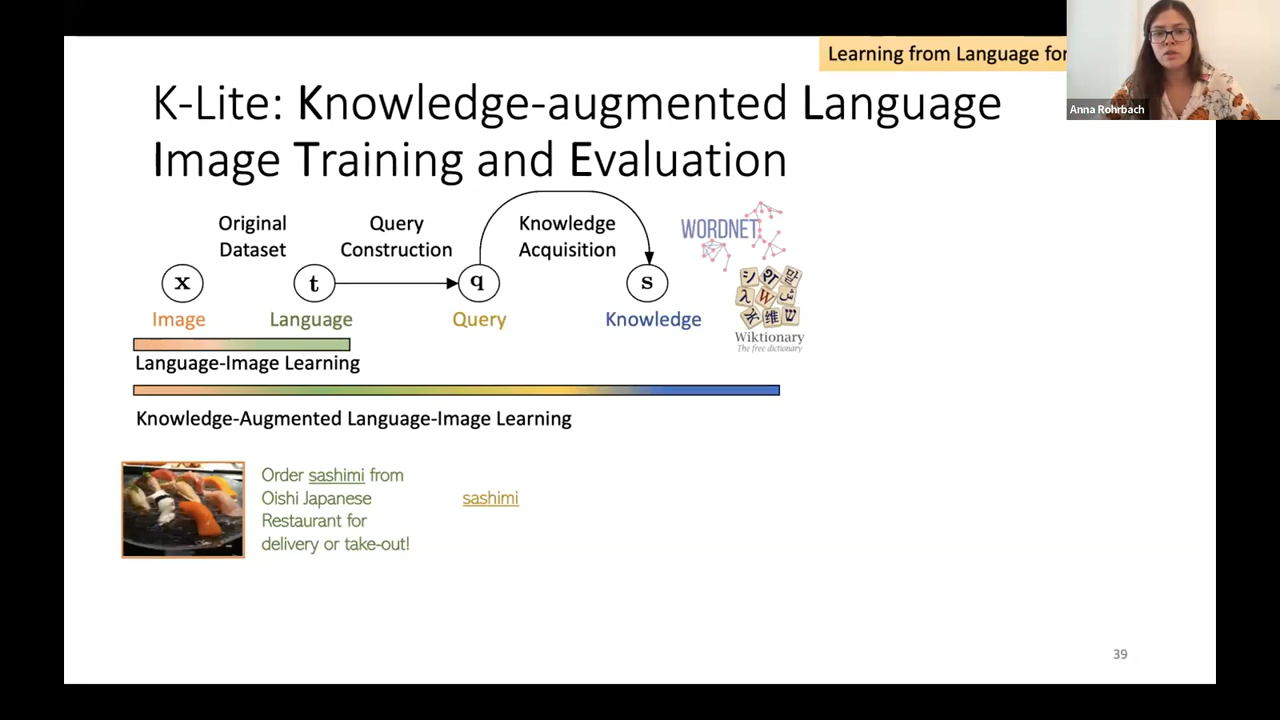 Learning from Language for
Anna Rohrbach
K-Lite: Knowledge-augmented Language
Image Training and Evaluation
Original
Dataset
Query
Construction
Knowledge
Acquisition
WORDNET
x
t
q
s
Image
Language
Query
Knowledge
Wiktionary
The free dictionary
Language-Image Learning
Knowledge-Augmented Language-Image Learning
Order sashimi from
Oishi Japanese
Restaurant for
delivery or take-out!
sashimi
39